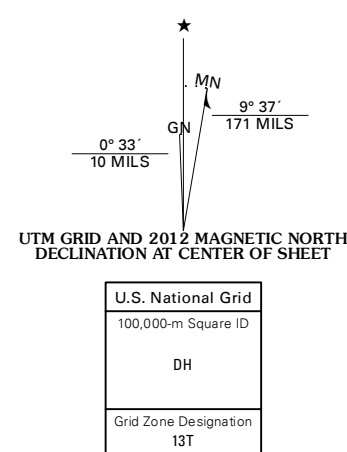 ★
MN
GN
9° 37´
171 MILS
0° 33´
10 MILS
UTM GRID AND 2012 MAGNETIC NORTH
DECLINATION AT CENTER OF SHEET
U.S. National Grid
100,000-m Square ID
DH
Grid Zone Designation
13T